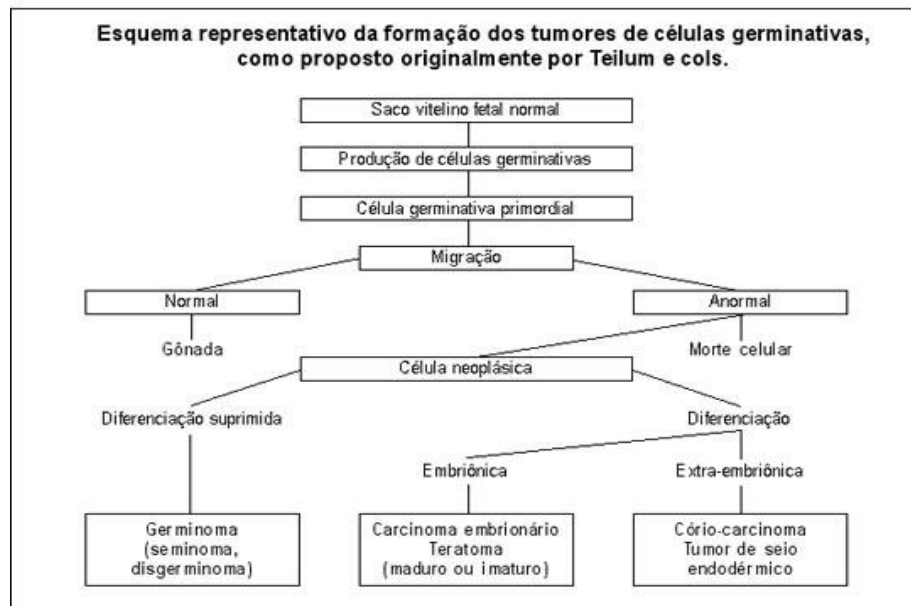 Esquema representativo da formação dos tumores de células germinativas,
como proposto originalmente por Teilum e cols.
Saco vitelino fetal normal
Produção de células germinativas
Célula germinativa primordial
Migração
Normal
Anormal
Gônada
Morte celular
Célula neoplásica
Diferenciação suprimida
Diferenciação
Embriônica
Extra-embriônica
Germinoma
(seminoma,
disgerminoma)
Carcinoma embrionário
Teratoma
(maduro ou imaturo)
Cório-carcinoma
Tumor de seio
endodérmico